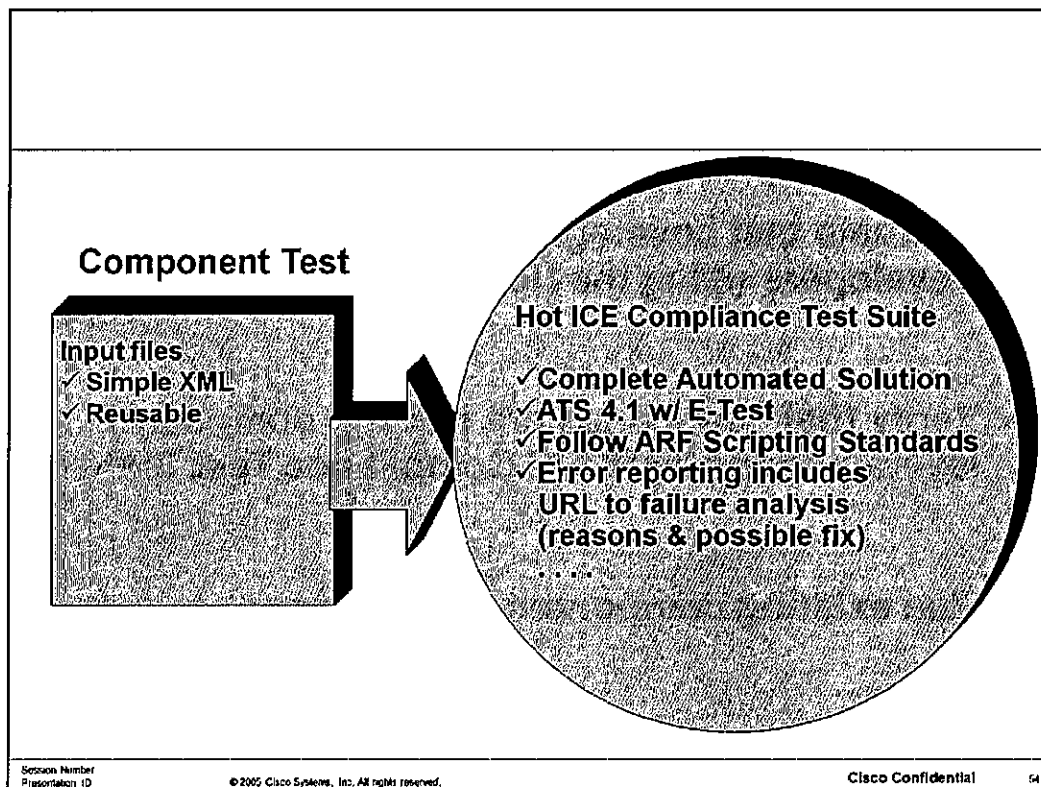 Component Test
Input files
✓ Simple XML
✓ Reusable
Hot ICE Compliance Test Suite
✓Complete Automated Solution
✓ATS 4.1 w/ E-Test
✓Follow ARF Scripting Standards
✓Error reporting includes
URL to failure analysis
(reasons & possible fix)
. . . .
Session Number
Presentation ID
© 2005 Cisco Systems, Inc. All rights reserved.
Cisco Confidential